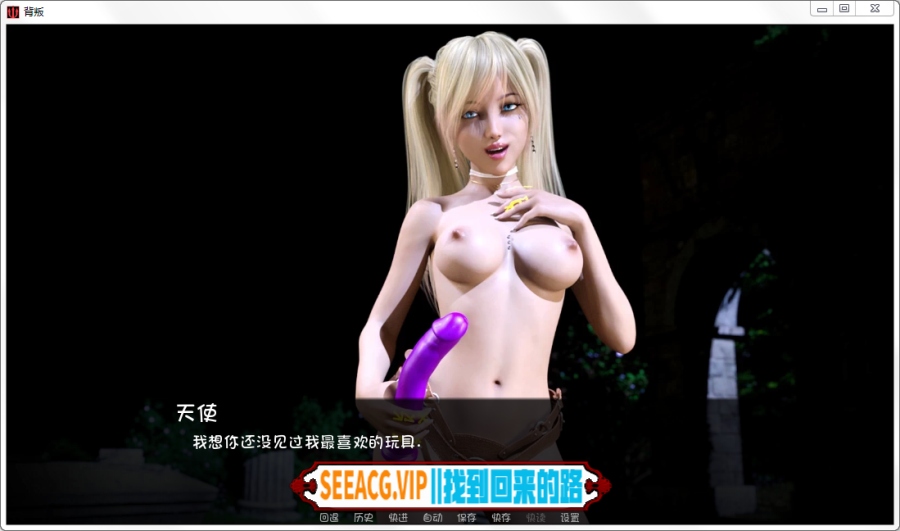 背叛
天使
我想你还没见过我最喜欢的玩具.
SEEACG.VIP||找到回来的路
回退 历史 快进 自动 保存 快存 快读 设置